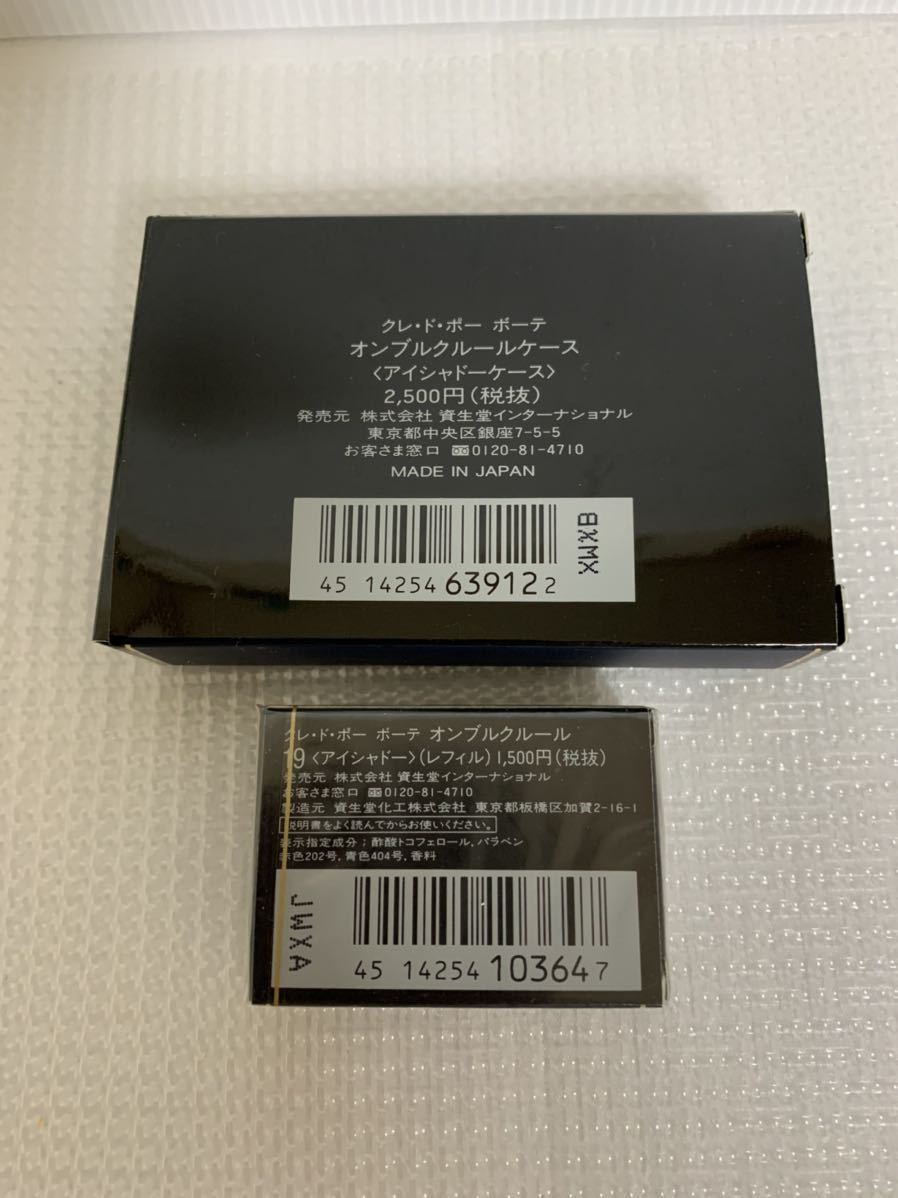 クレ・ド・ポー ボーテ
オンブルクルールケース
〈アイシャドーケース〉
2,500円(税抜)
発売元 株式会社 資生堂インターナショナル
東京都中央区銀座7-5-5
お客さま窓口 0120-81-4710
MADE IN JAPAN
45 14254 63912 2
BXWX
クレ・ド・ポー ボーテ オンブルクルール
19〈アイシャドー〉(レフィル)1,500円(税抜)
発売元 株式会社 資生堂インターナショナル
お客さま窓口 0120-81-4710
製造元 資生堂化工株式会社 東京都板橋区加賀2-16-1
説明書をよく読んでからお使いください。
表示指定成分;酢酸トコフェロール,パラベン
赤色202号,青色404号,香料
JWXA
45 14254 10364 7